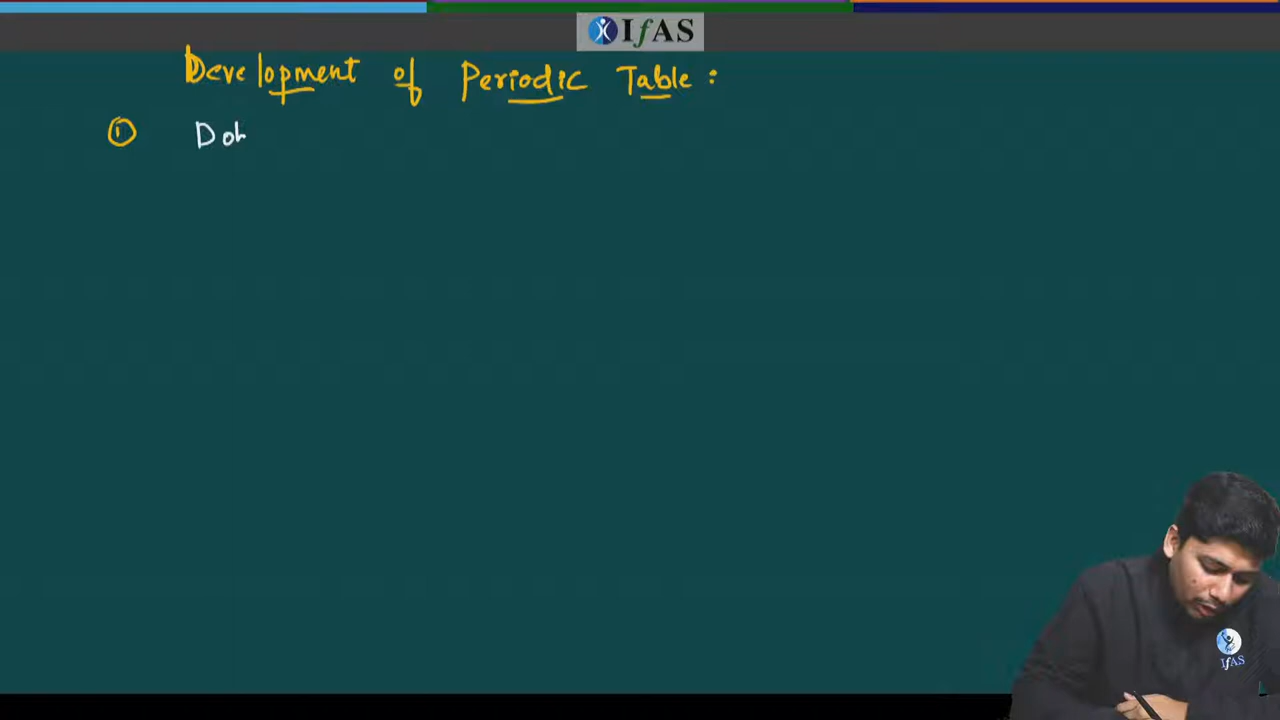 IfAS
Development of Periodic Table :
① Dob
IfAS